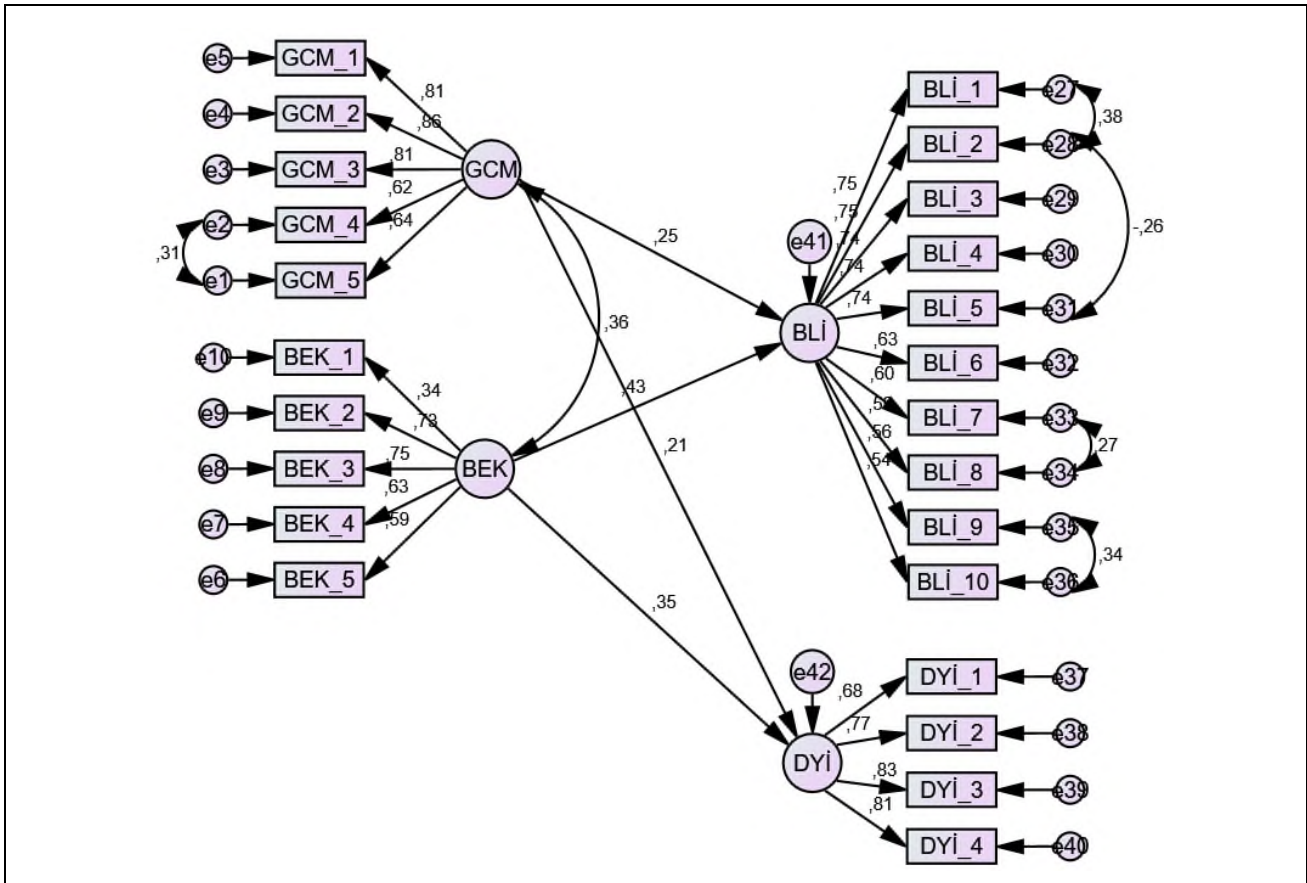 e5
GCM_1
e4
GCM_2
e3
GCM_3
e2
GCM_4
e1
GCM_5
,31
,81
,86
,81
,62
,64
GCM
e10
BEK_1
e9
BEK_2
e8
BEK_3
e7
BEK_4
e6
BEK_5
,34
,73
,75
,63
,59
BEK
,36
,25
,43
,21
,35
e41
BLİ
,75
,75
,74
,74
,74
,63
,60
,56
,54
BLİ_1
e27
BLİ_2
e28
BLİ_3
e29
BLİ_4
e30
BLİ_5
e31
BLİ_6
e32
BLİ_7
e33
BLİ_8
e34
BLİ_9
e35
BLİ_10
e36
,38
-,26
,27
,34
e42
DYİ
,68
,77
,83
,81
DYİ_1
e37
DYİ_2
e38
DYİ_3
e39
DYİ_4
e40